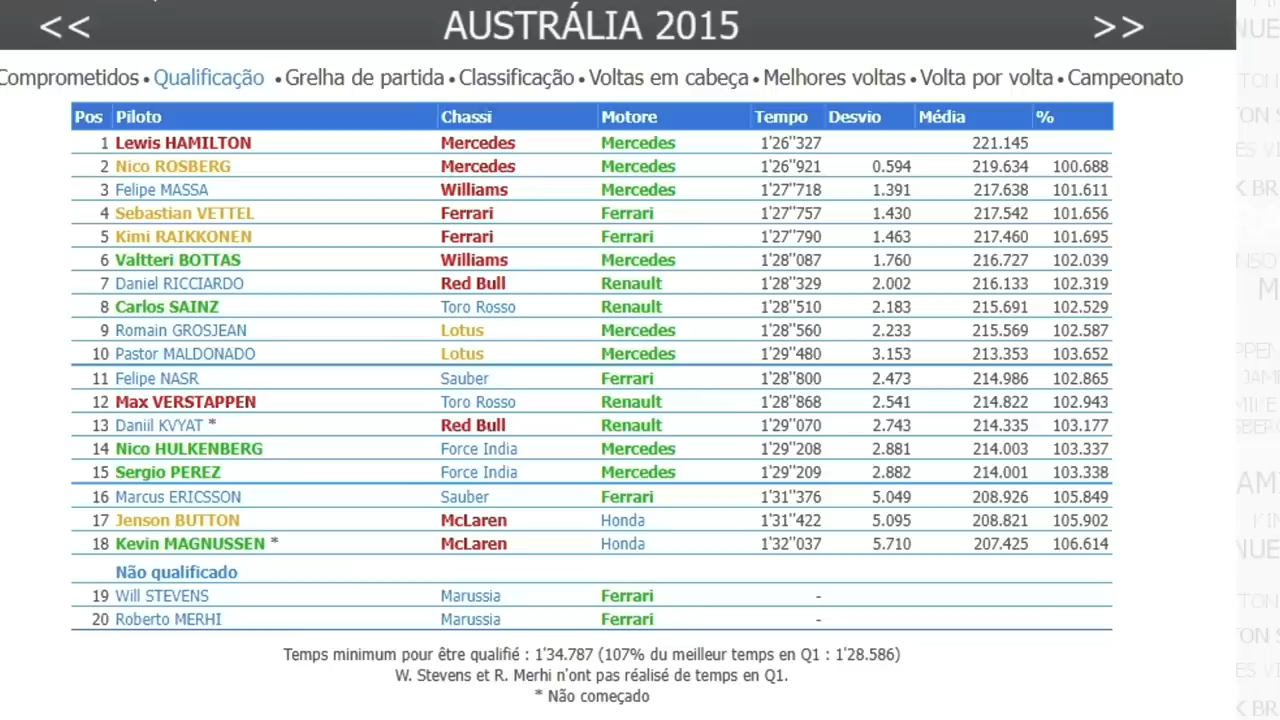 << AUSTRÁLIA 2015 >>
Comprometidos • Qualificação • Grelha de partida • Classificação • Voltas em cabeça • Melhores voltas • Volta por volta • Campeonato
Pos Piloto Chassi Motore Tempo Desvio Média %
1 Lewis HAMILTON Mercedes Mercedes 1'26"327 221.145
2 Nico ROSBERG Mercedes Mercedes 1'26"921 0.594 219.634 100.688
3 Felipe MASSA Williams Mercedes 1'27"718 1.391 217.638 101.611
4 Sebastian VETTEL Ferrari Ferrari 1'27"757 1.430 217.542 101.656
5 Kimi RAIKKONEN Ferrari Ferrari 1'27"790 1.463 217.460 101.695
6 Valtteri BOTTAS Williams Mercedes 1'28"087 1.760 216.727 102.039
7 Daniel RICCIARDO Red Bull Renault 1'28"329 2.002 216.133 102.319
8 Carlos SAINZ Toro Rosso Renault 1'28"510 2.183 215.691 102.529
9 Romain GROSJEAN Lotus Mercedes 1'28"560 2.233 215.569 102.587
10 Pastor MALDONADO Lotus Mercedes 1'29"480 3.153 213.353 103.652
11 Felipe NASR Sauber Ferrari 1'28"800 2.473 214.986 102.865
12 Max VERSTAPPEN Toro Rosso Renault 1'28"868 2.541 214.822 102.943
13 Daniil KVYAT * Red Bull Renault 1'29"070 2.743 214.335 103.177
14 Nico HULKENBERG Force India Mercedes 1'29"208 2.881 214.003 103.337
15 Sergio PEREZ Force India Mercedes 1'29"209 2.882 214.001 103.338
16 Marcus ERICSSON Sauber Ferrari 1'31"376 5.049 208.926 105.849
17 Jenson BUTTON McLaren Honda 1'31"422 5.095 208.821 105.902
18 Kevin MAGNUSSEN * McLaren Honda 1'32"037 5.710 207.425 106.614
Não qualificado
19 Will STEVENS Marussia Ferrari -
20 Roberto MERHI Marussia Ferrari -
Temps minimum pour être qualifié : 1'34.787 (107% du meilleur temps en Q1 : 1'28.586)
W. Stevens et R. Merhi n'ont pas réalisé de temps en Q1.
* Não começado